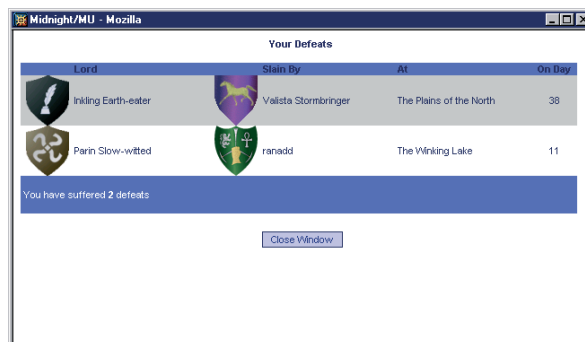 Midnight/MU - Mozilla
Your Defeats
Lord Slain By At On Day
Inkling Earth-eater Valista Stormbringer The Plains of the North 38
Parin Slow-witted ranadd The Winking Lake 11
You have suffered 2 defeats
Close Window